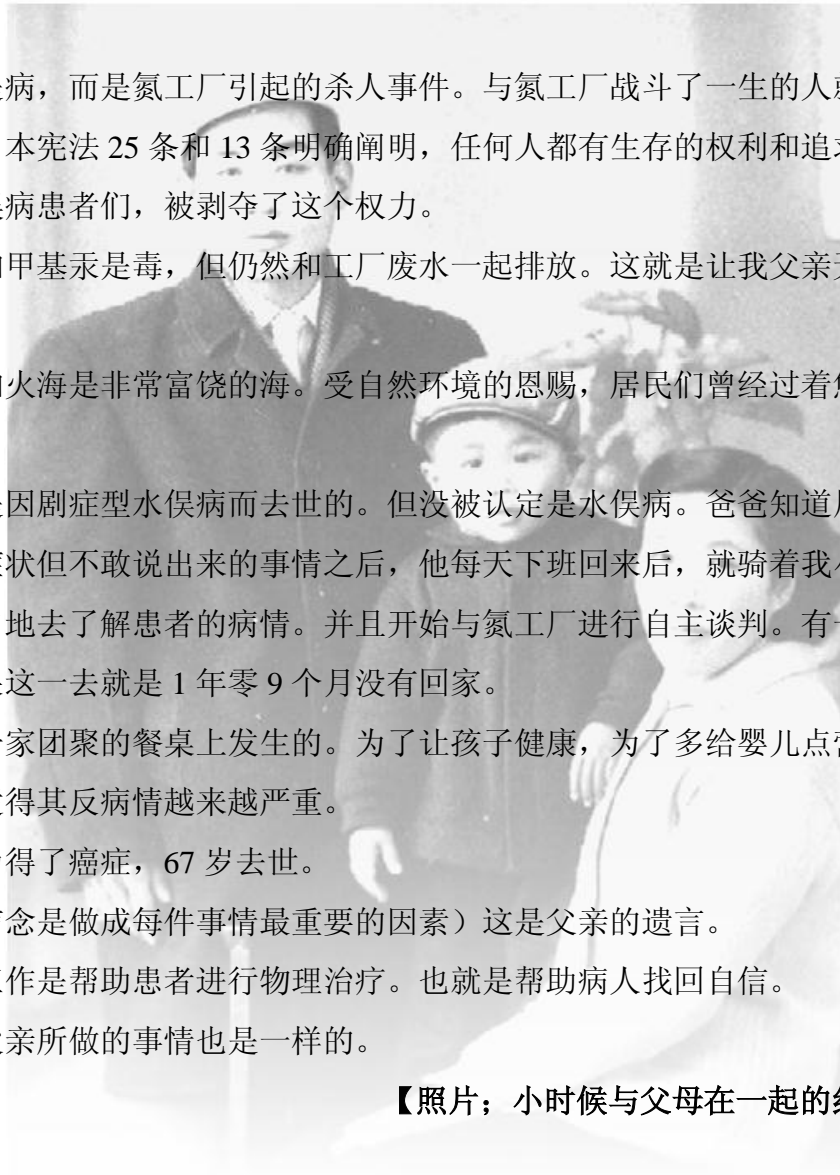 病，而是氮工厂引起的杀人事件。与氮工厂战斗了一生的人
本宪法 25 条和 13 条明确阐明，任何人都有生存的权利和追
病患者们，被剥夺了这个权力。
甲基汞是毒，但仍然和工厂废水一起排放。这就是让我父亲
火海是非常富饶的海。受自然环境的恩赐，居民们曾经过着
因剧症型水俣病而去世的。但没被认定是水俣病。爸爸知道
状但不敢说出来的事情之后，他每天下班回来后，就骑着我
地去了解患者的病情。并且开始与氮工厂进行自主谈判。有
这一去就是 1 年零 9 个月没有回家。
家团聚的餐桌上发生的。为了让孩子健康，为了多给婴儿点
得其反病情越来越严重。
得了癌症，67 岁去世。
念是做成每件事情最重要的因素）这是父亲的遗言。
作是帮助患者进行物理治疗。也就是帮助病人找回自信。
亲所做的事情也是一样的。
【照片；小时候与父母在一起的